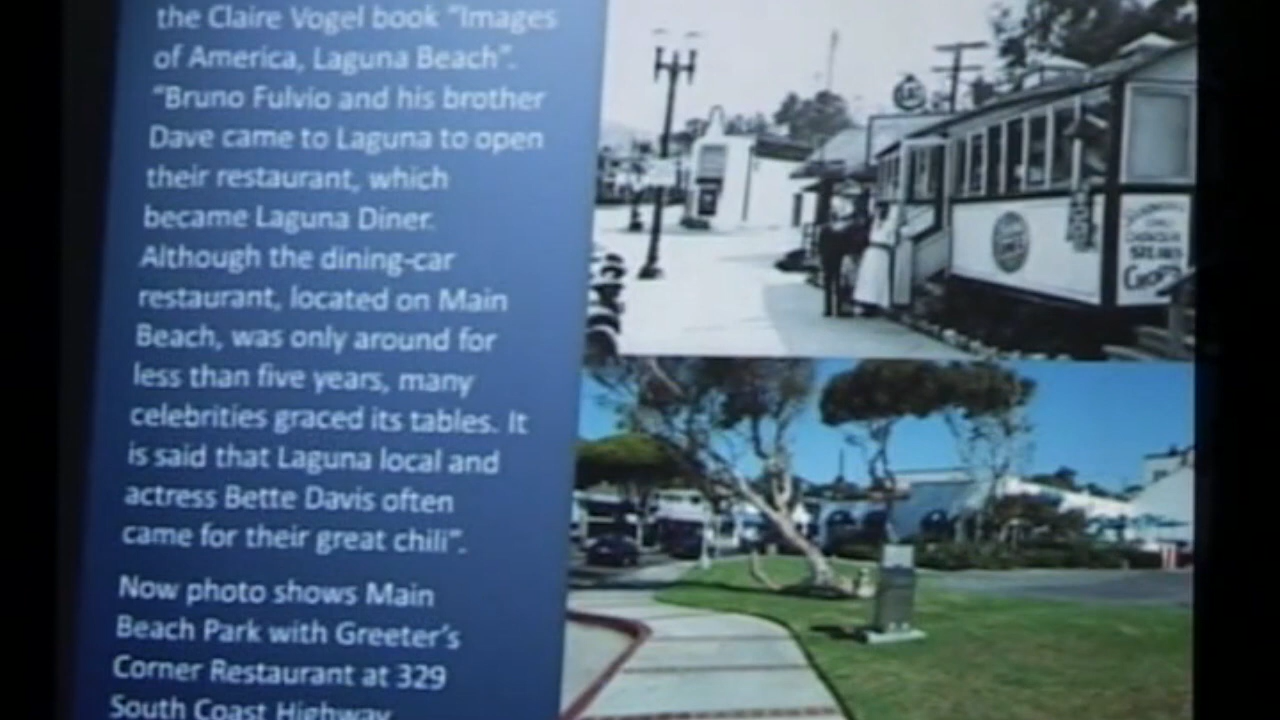 the Claire Vogel book “Images
of America, Laguna Beach”.
“Bruno Fulvio and his brother
Dave came to Laguna to open
their restaurant, which
became Laguna Diner.
Although the dining-car
restaurant, located on Main
Beach, was only around for
less than five years, many
celebrities graced its tables. It
is said that Laguna local and
actress Bette Davis often
came for their great chili”.
Now photo shows Main
Beach Park with Greeter’s
Corner Restaurant at 329
South Coast Highway